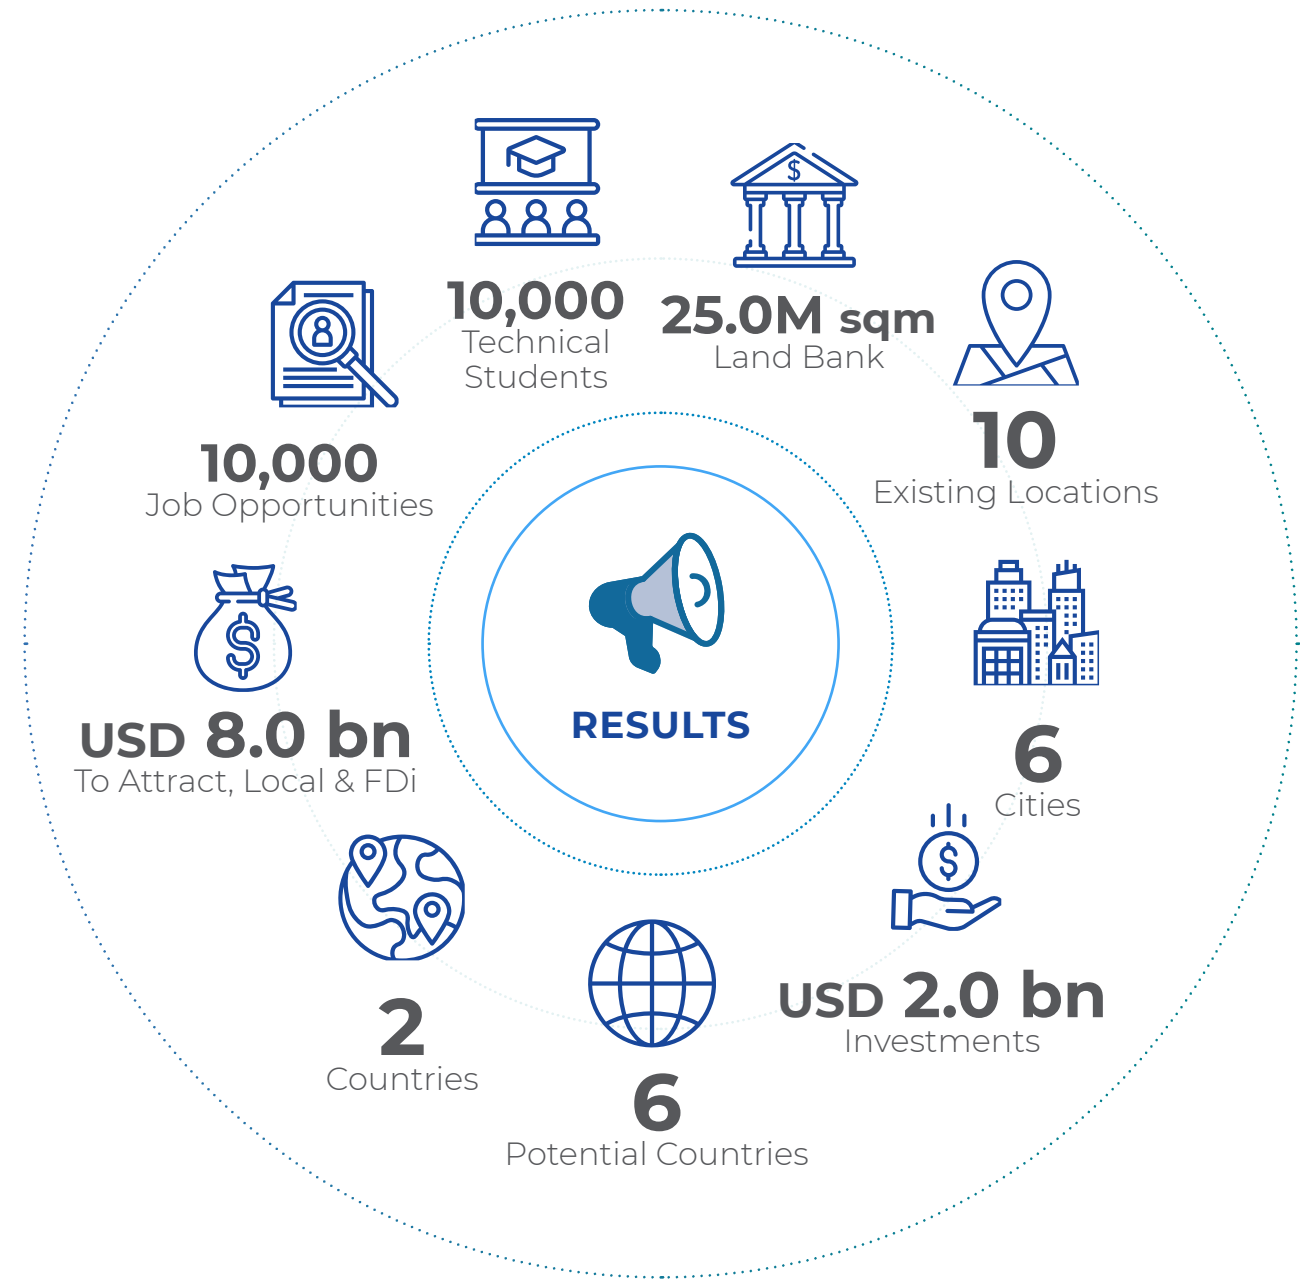 10,000
Technical
Students
25.0M sqm
Land Bank
10
Existing Locations
6
Cities
USD 2.0 bn
Investments
6
Potential Countries
2
Countries
USD 8.0 bn
To Attract, Local & FDi
10,000
Job Opportunities
RESULTS